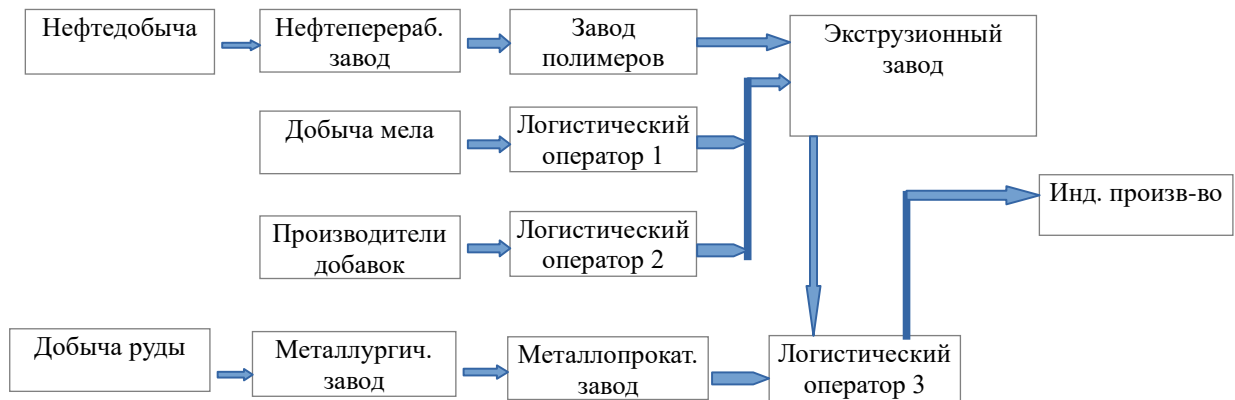 Нефтедобыча
Нефтеперераб.
завод
Завод
полимеров
Экструзионный
завод
Добыча мела
Логистический
оператор 1
Инд. произв-во
Производители
добавок
Логистический
оператор 2
Добыча руды
Металлургич.
завод
Металлопрокат.
завод
Логистический
оператор 3